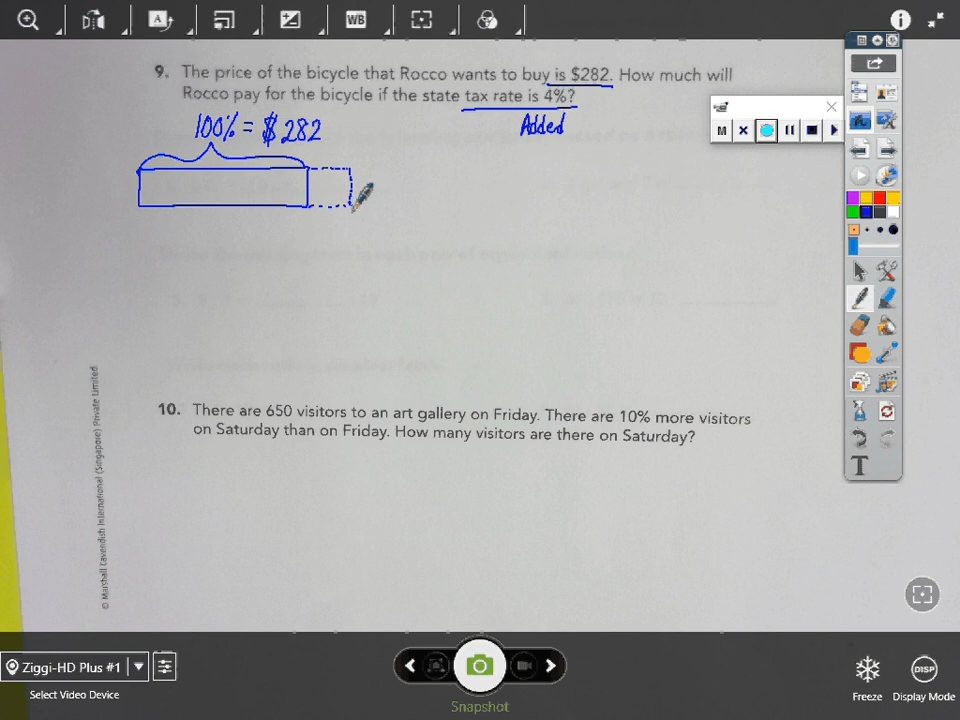 WB
9. The price of the bicycle that Rocco wants to buy is $282. How much will
Rocco pay for the bicycle if the state tax rate is 4%?
100% = $282
Added
M
10. There are 650 visitors to an art gallery on Friday. There are 10% more visitors
on Saturday than on Friday. How many visitors are there on Saturday?
© Marshall Cavendish International (Singapore) Private Limited
T
Ziggi-HD Plus #1
Select Video Device
Snapshot
Freeze
DISP
Display Mode